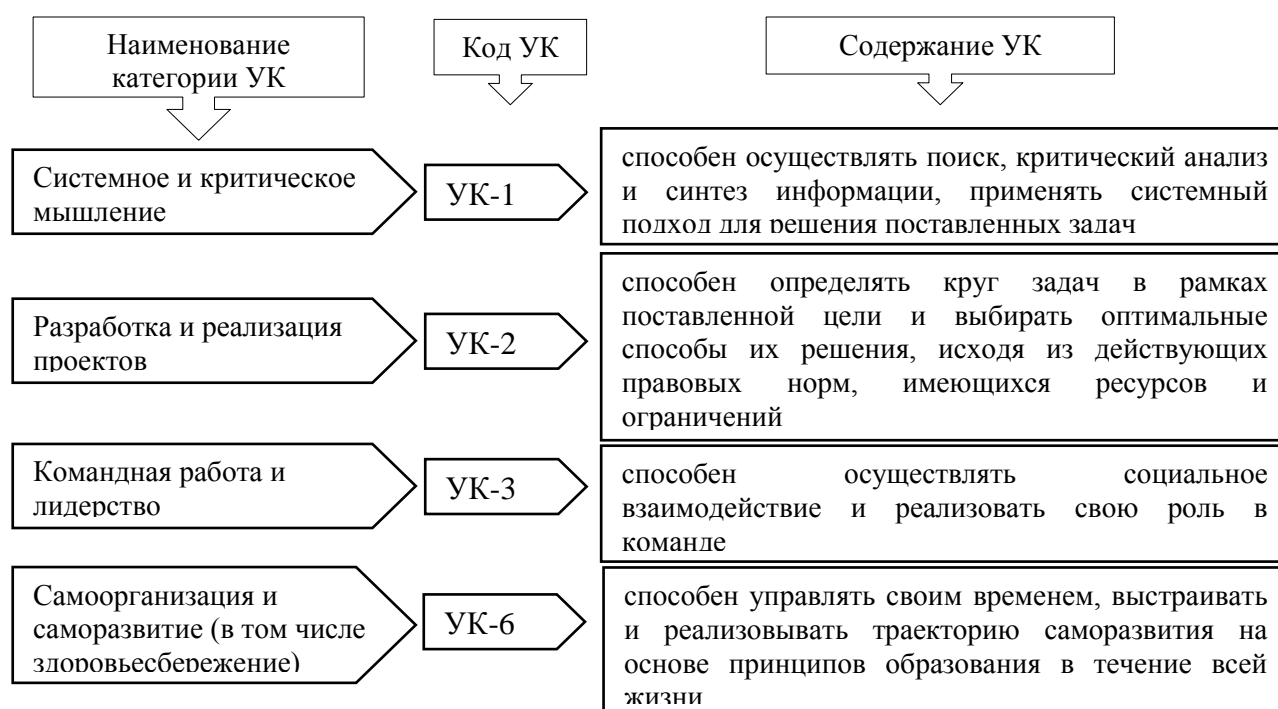 Наименование
категории УК
Код УК
Содержание УК
Системное и критическое
мышление
УК-1
способен осуществлять поиск, критический анализ
и синтез информации, применять системный
подход для решения поставленных задач
Разработка и реализация
проектов
УК-2
способен определять круг задач в рамках
поставленной цели и выбирать оптимальные
способы их решения, исходя из действующих
правовых норм, имеющихся ресурсов и
ограничений
Командная работа и
лидерство
УК-3
способен осуществлять социальное
взаимодействие и реализовать свою роль в
команде
Самоорганизация и
саморазвитие (в том числе
здоровьесбережение)
УК-6
способен управлять своим временем, выстраивать
и реализовывать траекторию саморазвития на
основе принципов образования в течение всей
жизни